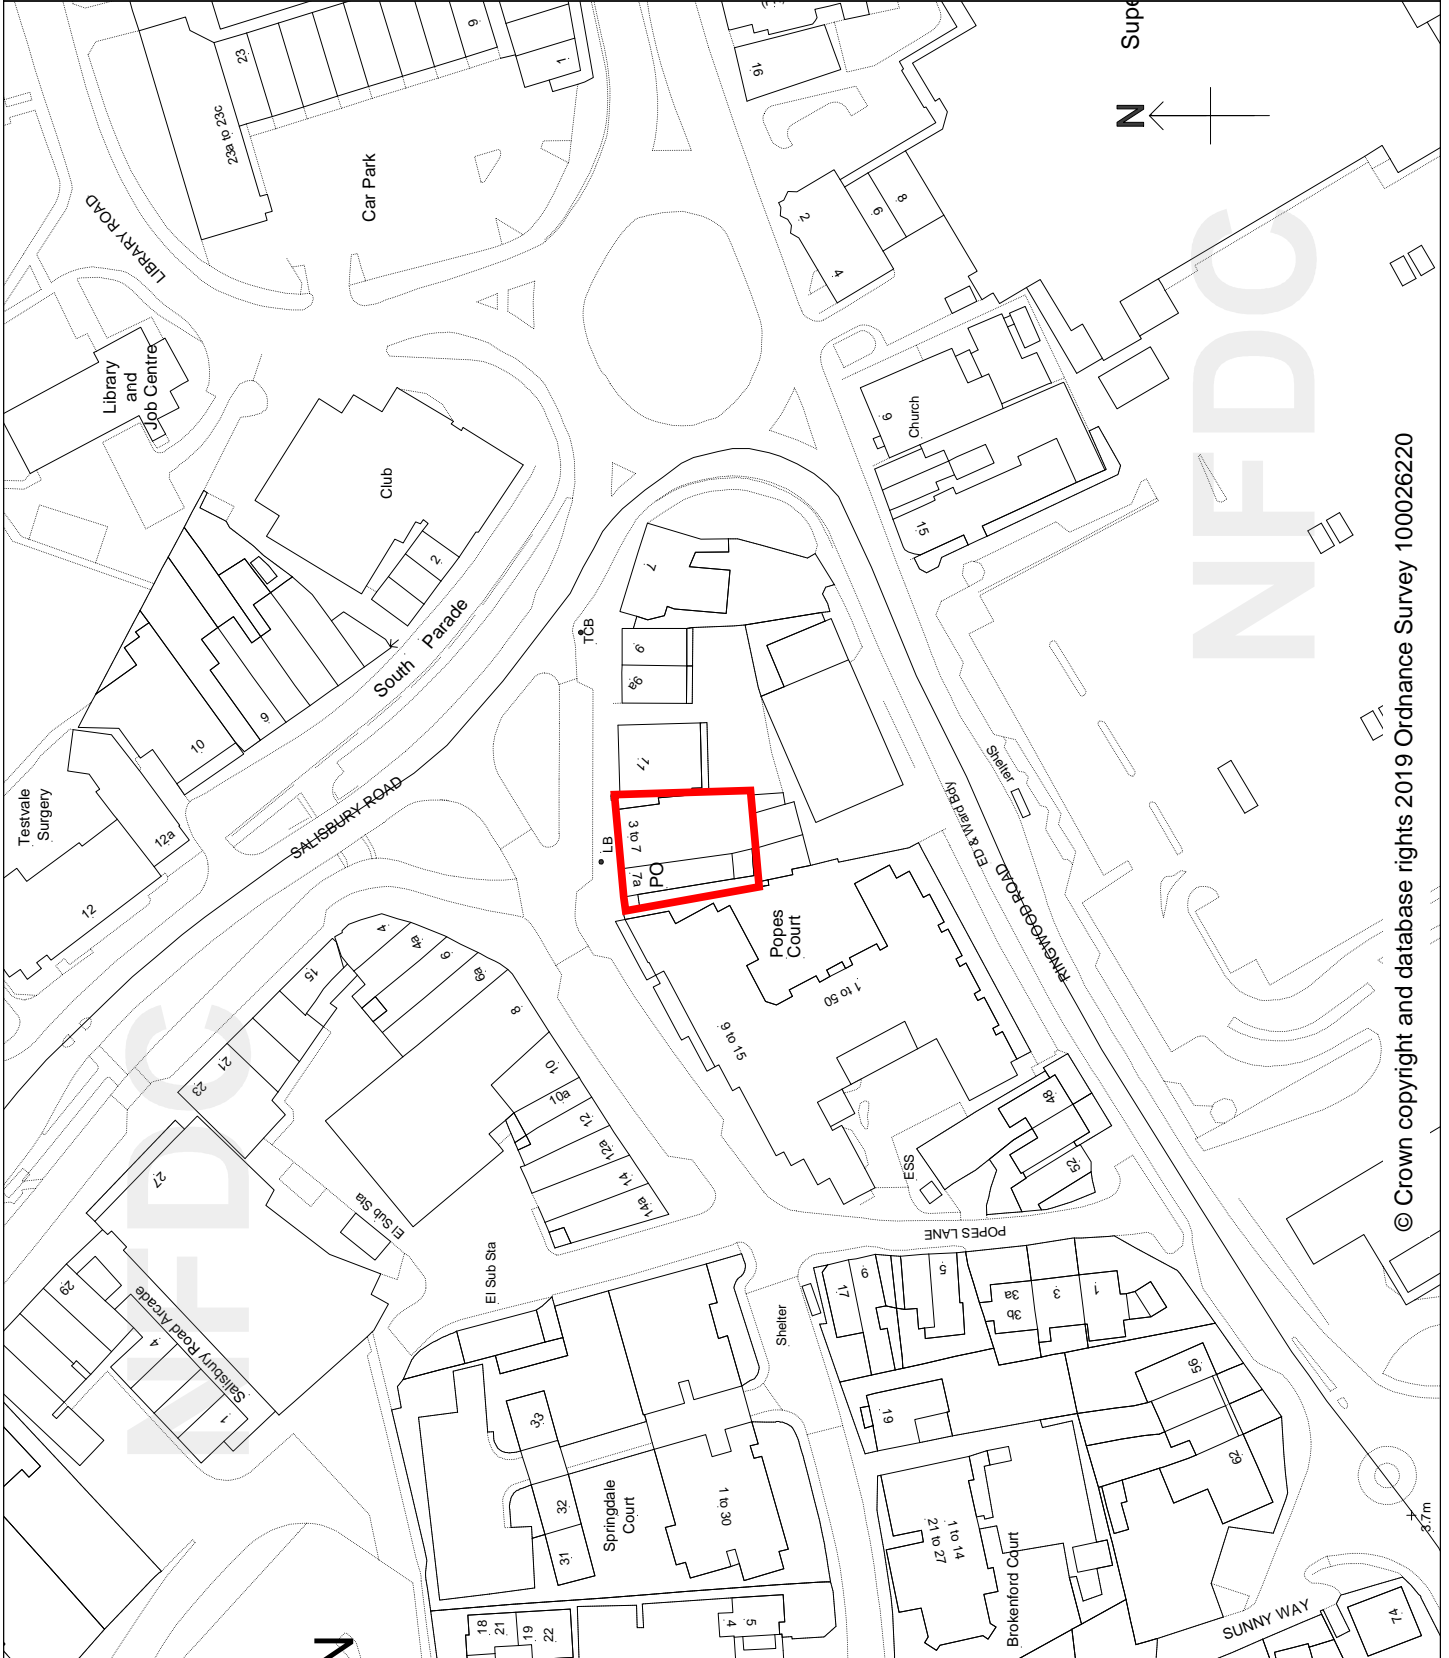 LIBRARY ROAD
23a to 23c
23
9
1
Car Park
16
Supe
N
Library
and
Job Centre
Club
2
South Parade
2
4
6
8
9
Church
15
NFDC
7
TCB
9
9a
11
9
10
Testvale
Surgery
12a
12
SALISBURY ROAD
LB
3 to 7
7a
PO
Shelter
ED & Ward Bdy
RINGWOOD ROAD
Popes
Court
1 to 50
9 to 15
15
4
4a
6
6a
8
10
10a
12
12a
14
14a
21
23
27
El Sub Sta
NFDC
El Sub Sta
29
4
Salisbury Road Arcade
1
ESS
48
52
POPES LANE
Shelter
17
9
5
3a
3b
3
1
19
56
62
33
32
31
Springdale
Court
1 to 30
1 to 14
21 to 27
Brokenford Court
18
21
19
22
4
5
N
SUNNY WAY
74
3.7m
© Crown copyright and database rights 2019 Ordnance Survey 100026220